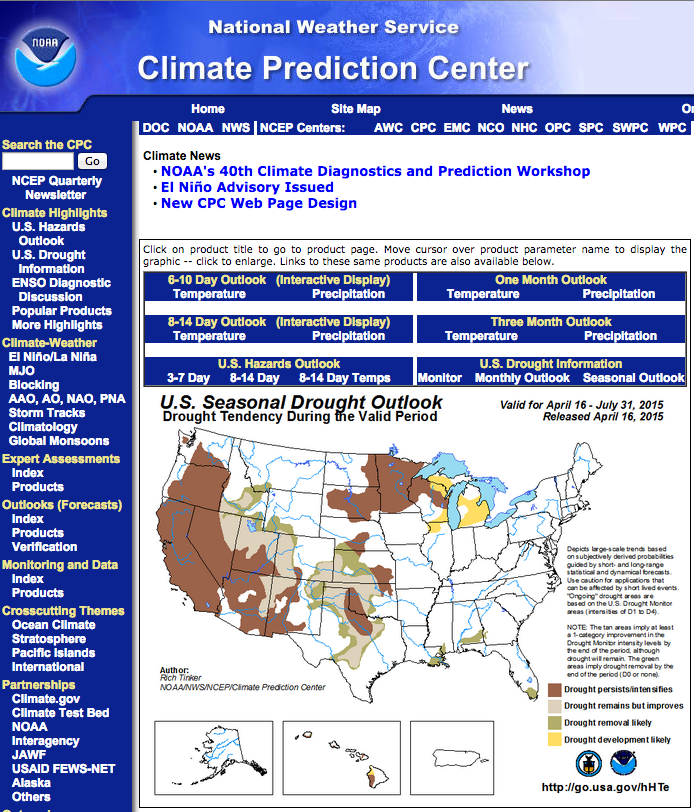 NOAA
National Weather Service
Climate Prediction Center
Home Site Map News
DOC NOAA NWS NCEP Centers: AWC CPC EMC NCO NHC OPC SPC SWPC WPC
Search the CPC
Go
NCEP Quarterly
Newsletter
Climate Highlights
U.S. Hazards
Outlook
U.S. Drought
Information
ENSO Diagnostic
Discussion
Popular Products
More Highlights
Climate-Weather
El Niño/La Niña
MJO
Blocking
AAO, AO, NAO, PNA
Storm Tracks
Climatology
Global Monsoons
Expert Assessments
Index
Products
Outlooks (Forecasts)
Index
Products
Verification
Monitoring and Data
Index
Products
Crosscutting Themes
Ocean Climate
Stratosphere
Pacific Islands
International
Partnerships
Climate.gov
Climate Test Bed
NOAA
Interagency
JAWF
USAID FEWS-NET
Alaska
Others
Climate News
• NOAA's 40th Climate Diagnostics and Prediction Workshop
• El Niño Advisory Issued
• New CPC Web Page Design
Click on product title to go to product page. Move cursor over product parameter name to display the
graphic -- click to enlarge. Links to these same products are also available below.
6-10 Day Outlook (Interactive Display) One Month Outlook
Temperature Precipitation Temperature Precipitation
8-14 Day Outlook (Interactive Display) Three Month Outlook
Temperature Precipitation Temperature Precipitation
U.S. Hazards Outlook U.S. Drought Information
3-7 Day 8-14 Day 8-14 Day Temps Monitor Monthly Outlook Seasonal Outlook
U.S. Seasonal Drought Outlook
Drought Tendency During the Valid Period
Valid for April 16 - July 31, 2015
Released April 16, 2015
Depicts large-scale trends based
on subjectively derived probabilities
guided by short- and long-range
statistical and dynamical forecasts.
Use caution for applications that
can be affected by short lived events.
"Ongoing" drought areas are
based on the U.S. Drought Monitor
areas (intensities of D1 to D4).
NOTE: The tan areas imply at least
a 1-category improvement in the
Drought Monitor intensity levels by
the end of the period, although
drought will remain. The green
areas imply drought removal by the
end of the period (D0 or none).
Author:
Rich Tinker
NOAA/NWS/NCEP/Climate Prediction Center
Drought persists/intensifies
Drought remains but improves
Drought removal likely
Drought development likely
http://go.usa.gov/hHTe